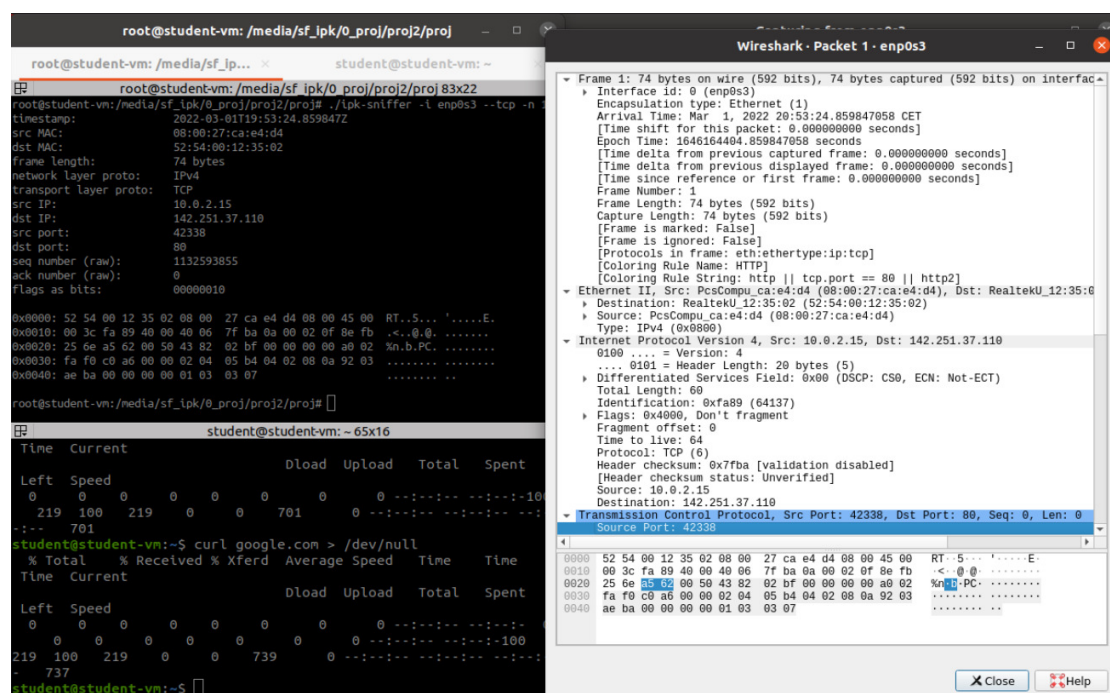 root@student-vm: /media/sf_ipk/0_proj/proj2/proj
root@student-vm: /media/sf_ip... × student@student-vm: ~
root@student-vm: /media/sf_ipk/0_proj/proj2/proj 83x22
root@student-vm:/media/sf_ipk/0_proj/proj2/proj# ./ipk-sniffer -i enp0s3 --tcp -n 1
timestamp: 2022-03-01T19:53:24.859847Z
src MAC: 08:00:27:ca:e4:d4
dst MAC: 52:54:00:12:35:02
frame length: 74 bytes
network layer proto: IPv4
transport layer proto: TCP
src IP: 10.0.2.15
dst IP: 142.251.37.110
src port: 42338
dst port: 80
seq number (raw): 1132593855
ack number (raw): 0
flags as bits: 00000010
0x0000: 52 54 00 12 35 02 08 00 27 ca e4 d4 08 00 45 00 RT..5... '.....E.
0x0010: 00 3c fa 89 40 00 40 06 7f ba 0a 00 02 0f 8e fb .<..@.@. ........
0x0020: 25 6e a5 62 00 50 43 82 02 bf 00 00 00 00 a0 02 %n.b.PC. ........
0x0030: fa f0 c0 a6 00 00 02 04 05 b4 04 02 08 0a 92 03 ........ ........
0x0040: ae ba 00 00 00 00 01 03 03 07 ........ ..
root@student-vm:/media/sf_ipk/0_proj/proj2/proj#
student@student-vm: ~ 65x16
Time Current
Dload Upload Total Spent
Left Speed
0 0 0 0 0 0 0 0 --:--:-- --:--:-100
219 100 219 0 0 701 0 --:--:-- --:--:--:
-:-- 701
student@student-vm:~$ curl google.com > /dev/null
% Total % Received % Xferd Average Speed Time Time
Time Current
Dload Upload Total Spent
Left Speed
0 0 0 0 0 0 0 0 --:--:-- --:--:- 0
0 0 0 0 0 0 0 --:--:-- --:--:-100
219 100 219 0 0 739 0 --:--:-- --:--:--:
- 737
student@student-vm:~$
Wireshark · Packet 1 · enp0s3
Frame 1: 74 bytes on wire (592 bits), 74 bytes captured (592 bits) on interfac
Interface id: 0 (enp0s3)
Encapsulation type: Ethernet (1)
Arrival Time: Mar 1, 2022 20:53:24.859847058 CET
[Time shift for this packet: 0.000000000 seconds]
Epoch Time: 1646164404.859847058 seconds
[Time delta from previous captured frame: 0.000000000 seconds]
[Time delta from previous displayed frame: 0.000000000 seconds]
[Time since reference or first frame: 0.000000000 seconds]
Frame Number: 1
Frame Length: 74 bytes (592 bits)
Capture Length: 74 bytes (592 bits)
[Frame is marked: False]
[Frame is ignored: False]
[Protocols in frame: eth:ethertype:ip:tcp]
[Coloring Rule Name: HTTP]
[Coloring Rule String: http || tcp.port == 80 || http2]
Ethernet II, Src: PcsCompu_ca:e4:d4 (08:00:27:ca:e4:d4), Dst: RealtekU_12:35:0
Destination: RealtekU_12:35:02 (52:54:00:12:35:02)
Source: PcsCompu_ca:e4:d4 (08:00:27:ca:e4:d4)
Type: IPv4 (0x0800)
Internet Protocol Version 4, Src: 10.0.2.15, Dst: 142.251.37.110
0100 .... = Version: 4
.... 0101 = Header Length: 20 bytes (5)
Differentiated Services Field: 0x00 (DSCP: CS0, ECN: Not-ECT)
Total Length: 60
Identification: 0xfa89 (64137)
Flags: 0x4000, Don't fragment
Fragment offset: 0
Time to live: 64
Protocol: TCP (6)
Header checksum: 0x7fba [validation disabled]
[Header checksum status: Unverified]
Source: 10.0.2.15
Destination: 142.251.37.110
Transmission Control Protocol, Src Port: 42338, Dst Port: 80, Seq: 0, Len: 0
Source Port: 42338
0000 52 54 00 12 35 02 08 00 27 ca e4 d4 08 00 45 00 RT··5··· '·····E·
0010 00 3c fa 89 40 00 40 06 7f ba 0a 00 02 0f 8e fb ·<··@·@· ········
0020 25 6e a5 62 00 50 43 82 02 bf 00 00 00 00 a0 02 %n·b·PC· ········
0030 fa f0 c0 a6 00 00 02 04 05 b4 04 02 08 0a 92 03 ········ ········
0040 ae ba 00 00 00 00 01 03 03 07 ········ ··
Close Help